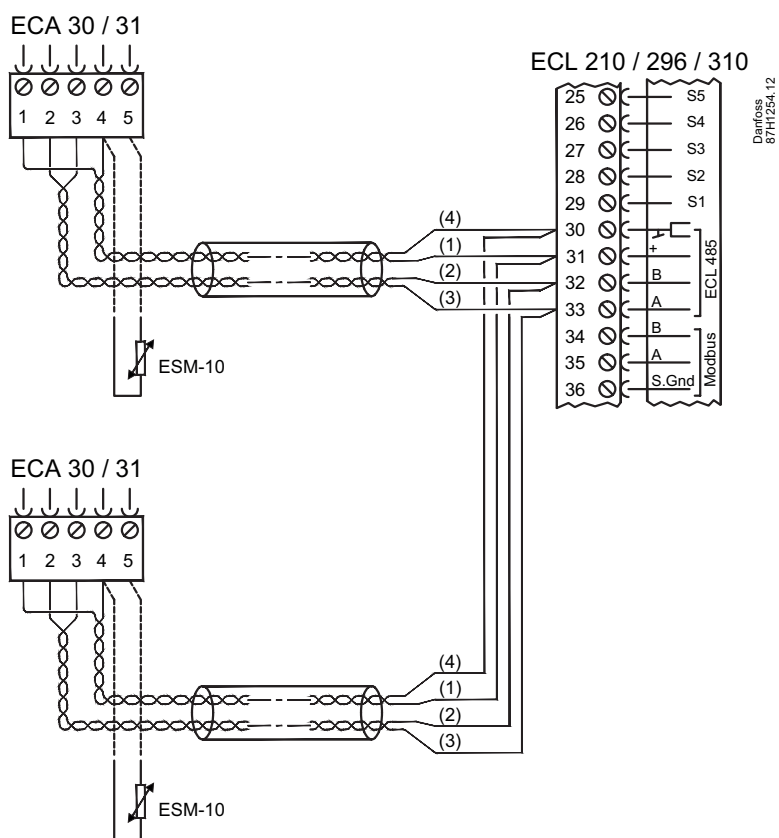 ECA 30 / 31
1 2 3 4 5
ESM-10
ECL 210 / 296 / 310
25 S5
26 S4
27 S3
28 S2
29 S1
(4) 30
(1) 31 +
(2) 32 B
(3) 33 A
ECL 485
34 B
35 A
36 S.Gnd
Modbus
Danfoss
87H1254.12
ECA 30 / 31
1 2 3 4 5
(4)
(1)
(2)
(3)
ESM-10